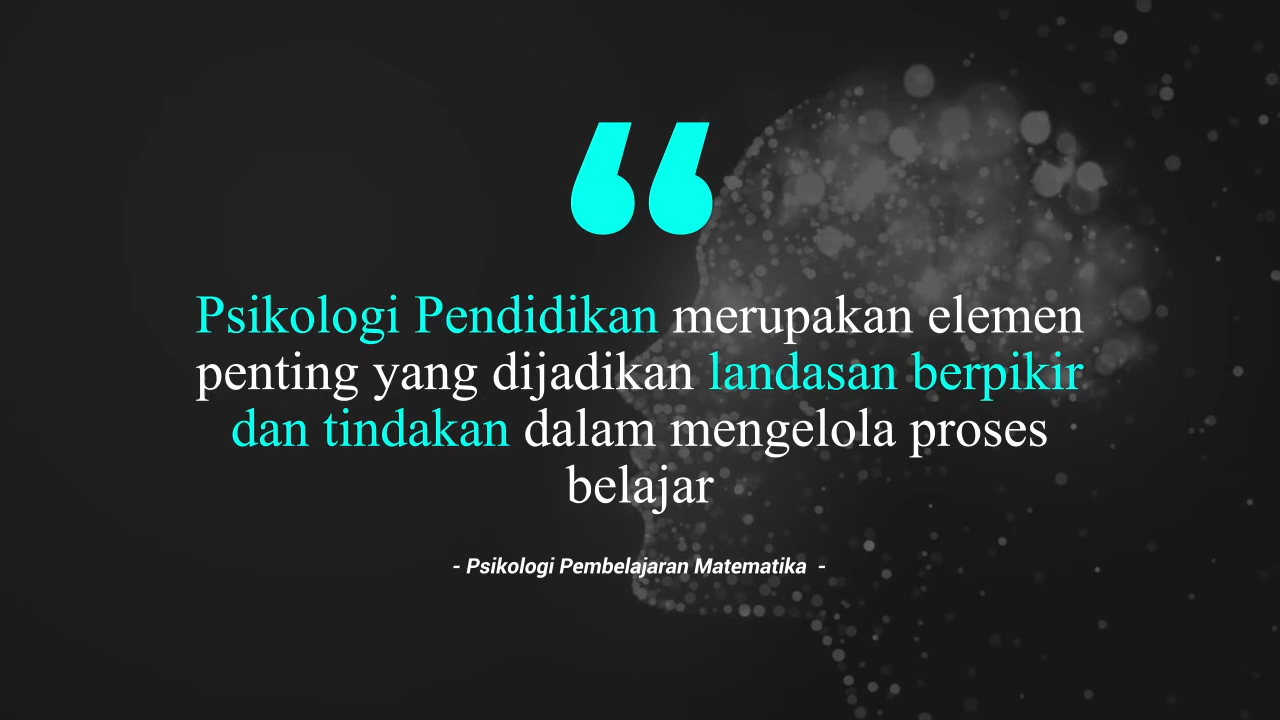 “
Psikologi Pendidikan merupakan elemen
penting yang dijadikan landasan berpikir
dan tindakan dalam mengelola proses
belajar
- Psikologi Pembelajaran Matematika -